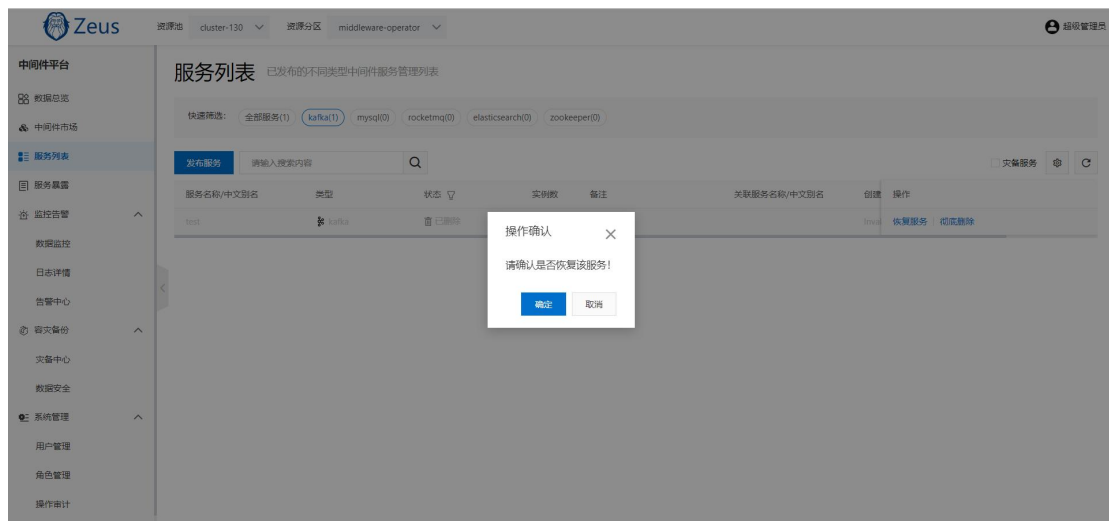 Zeus
资源池 cluster-130 资源分区 middleware-operator
超级管理员
中间件平台
数据总览
中间件市场
服务列表
服务暴露
监控告警
数据监控
日志详情
告警中心
容灾备份
灾备中心
数据安全
系统管理
用户管理
角色管理
操作审计
服务列表 已发布的不同类型中间件服务管理列表
快速筛选: 全部服务(1) kafka(1) mysql(0) rocketmq(0) elasticsearch(0) zookeeper(0)
发布服务 请输入搜索内容 灾备服务
服务名称/中文别名 类型 状态 实例数 备注 关联服务名称/中文别名 创建 操作
test kafka 已删除 恢复服务 彻底删除
操作确认
请确认是否恢复该服务!
确定 取消